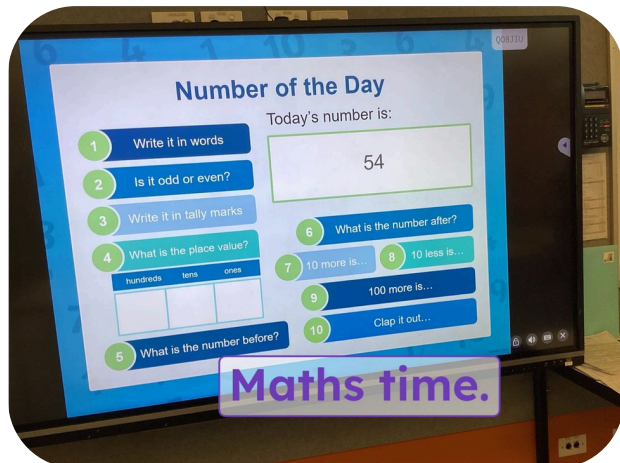 QO8JIU
Number of the Day
Today's number is:
54
1 Write it in words
2 Is it odd or even?
3 Write it in tally marks
4 What is the place value?
hundreds tens ones
5 What is the number before?
6 What is the number after?
7 10 more is...
8 10 less is...
9 100 more is...
10 Clap it out...
Maths time.